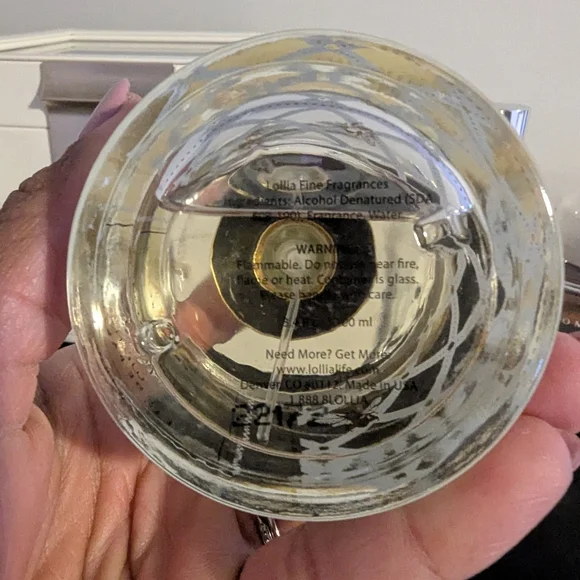 Lollia Fine Fragrances
Ingredients: Alcohol Denatured (SDA
Fragrance, Water
WARNING:
Flammable. Do not use near fire,
flame or heat. Container is glass.
Please handle with care.
ml
Need More? Get More.
www.lollialife.com
Denver, CO 80112. Made in USA
1.888.8LOLLIA